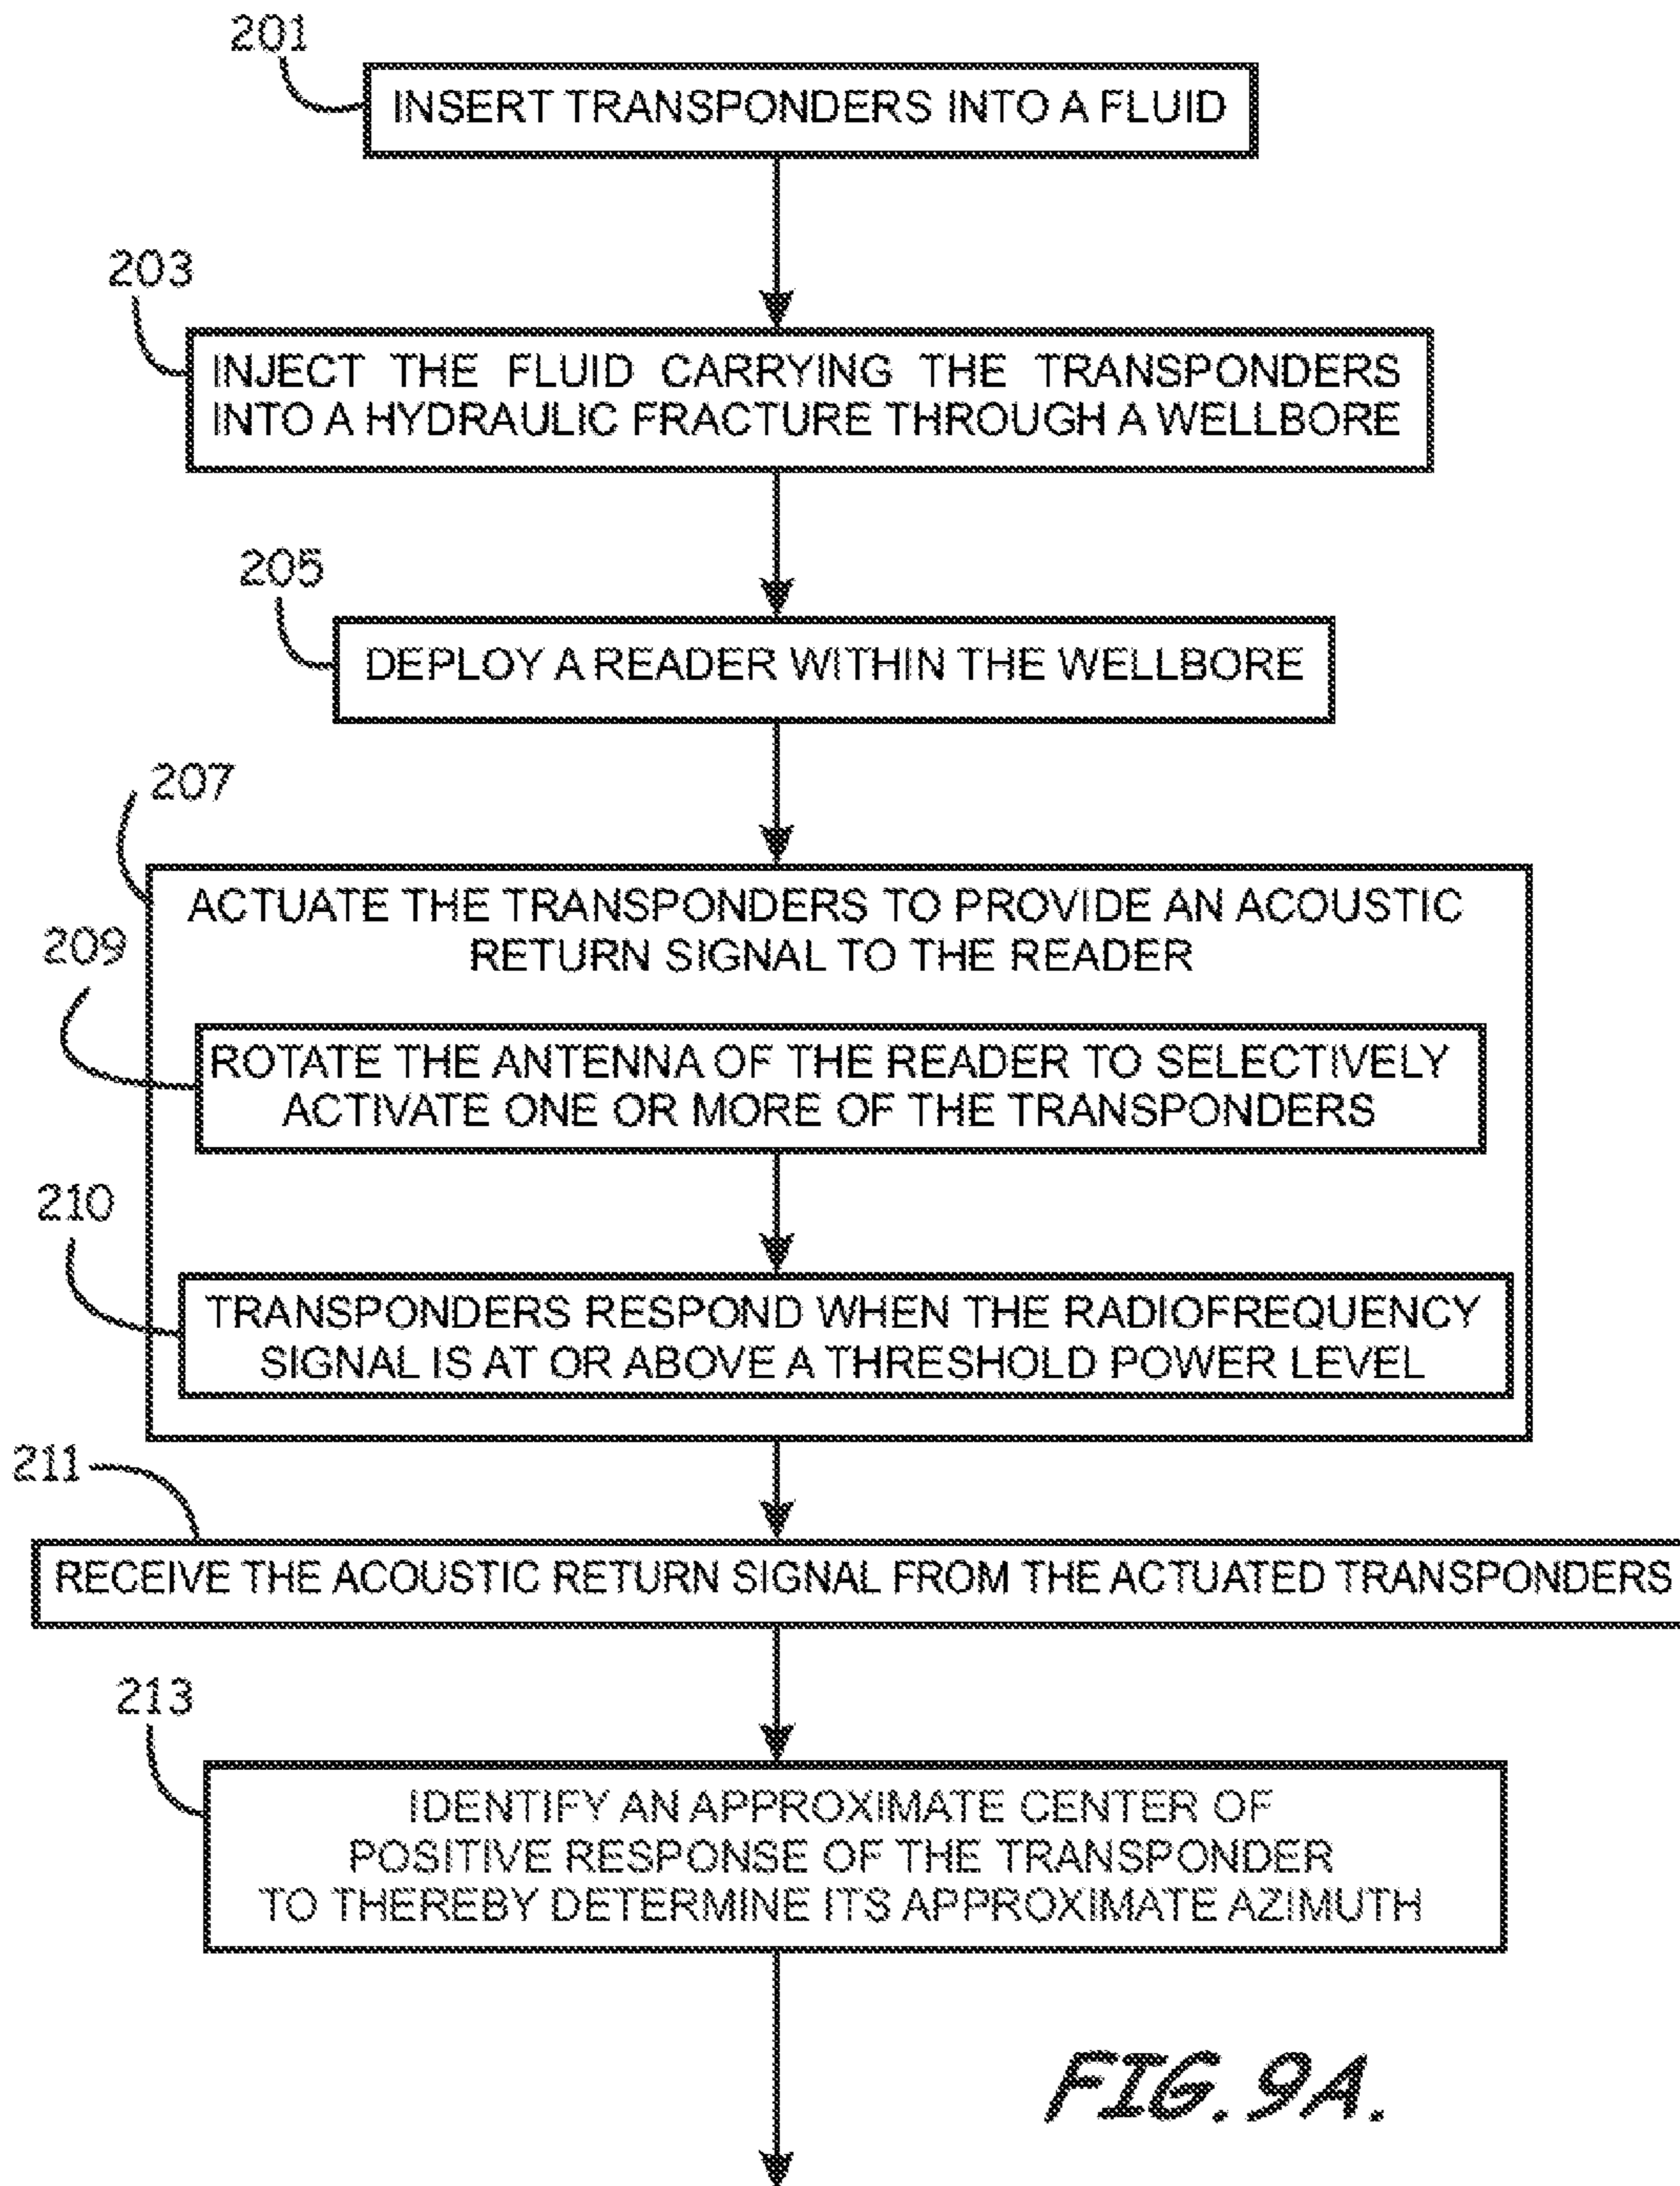 201
INSERT TRANSPONDERS INTO A FLUID
203
INJECT THE FLUID CARRYING THE TRANSPONDERS
INTO A HYDRAULIC FRACTURE THROUGH A WELLBORE
205
DEPLOY A READER WITHIN THE WELLBORE
207
ACTUATE THE TRANSPONDERS TO PROVIDE AN ACOUSTIC
RETURN SIGNAL TO THE READER
209
ROTATE THE ANTENNA OF THE READER TO SELECTIVELY
ACTIVATE ONE OR MORE OF THE TRANSPONDERS
210
TRANSPONDERS RESPOND WHEN THE RADIOFREQUENCY
SIGNAL IS AT OR ABOVE A THRESHOLD POWER LEVEL
211
RECEIVE THE ACOUSTIC RETURN SIGNAL FROM THE ACTUATED TRANSPONDERS
213
IDENTIFY AN APPROXIMATE CENTER OF
POSITIVE RESPONSE OF THE TRANSPONDER
TO THEREBY DETERMINE ITS APPROXIMATE AZIMUTH
FIG. 9A.